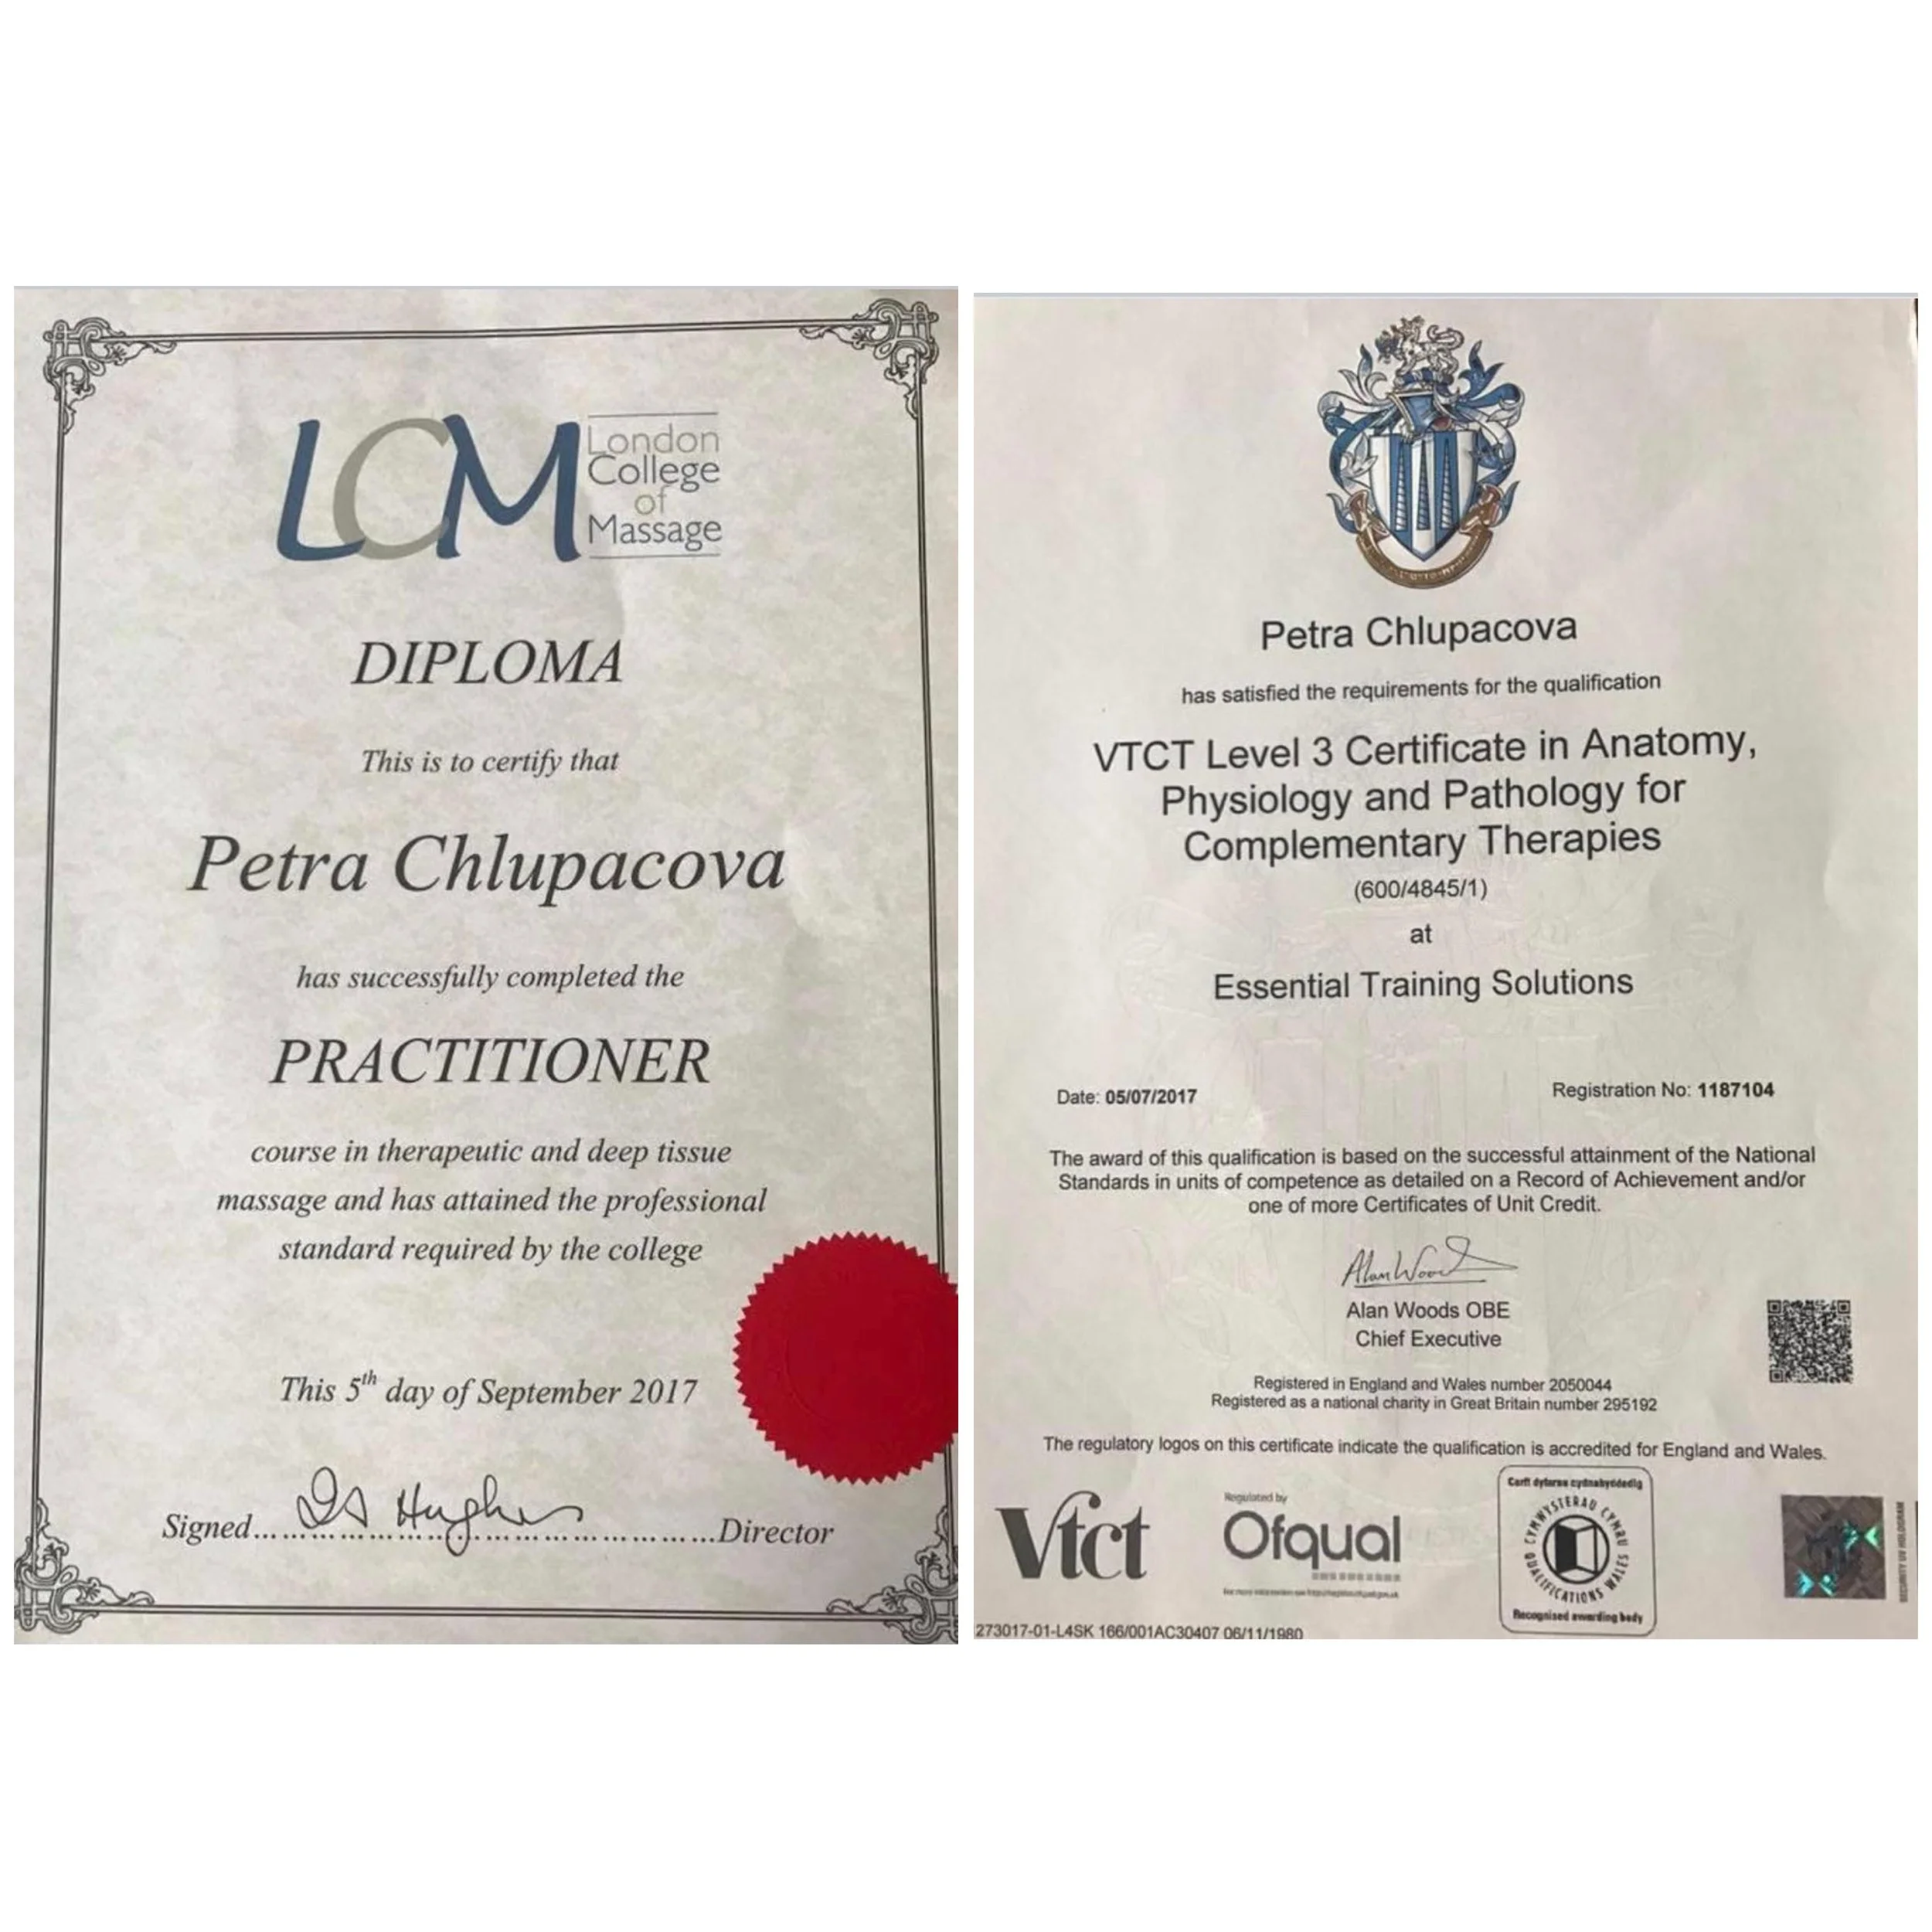 LCM
London
College
of
Massage
DIPLOMA
This is to certify that
Petra Chlupacova
has successfully completed the
PRACTITIONER
course in therapeutic and deep tissue
massage and has attained the professional
standard required by the college
This 5th day of September 2017
Signed.......................................Director
Petra Chlupacova
has satisfied the requirements for the qualification
VTCT Level 3 Certificate in Anatomy,
Physiology and Pathology for
Complementary Therapies
(600/4845/1)
at
Essential Training Solutions
Date: 05/07/2017
Registration No: 1187104
The award of this qualification is based on the successful attainment of the National
Standards in units of competence as detailed on a Record of Achievement and/or
one of more Certificates of Unit Credit.
Alan Woods OBE
Chief Executive
Registered in England and Wales number 2050044
Registered as a national charity in Great Britain number 295192
The regulatory logos on this certificate indicate the qualification is accredited for England and Wales.
Vtct
Regulated by
Ofqual
CYMWYSTERAU CYMRU
QUALIFICATIONS WALES
Recognised awarding body
SECURITY UV HOLOGRAM
273017-01-L4SK 166/001AC30407 06/11/1980